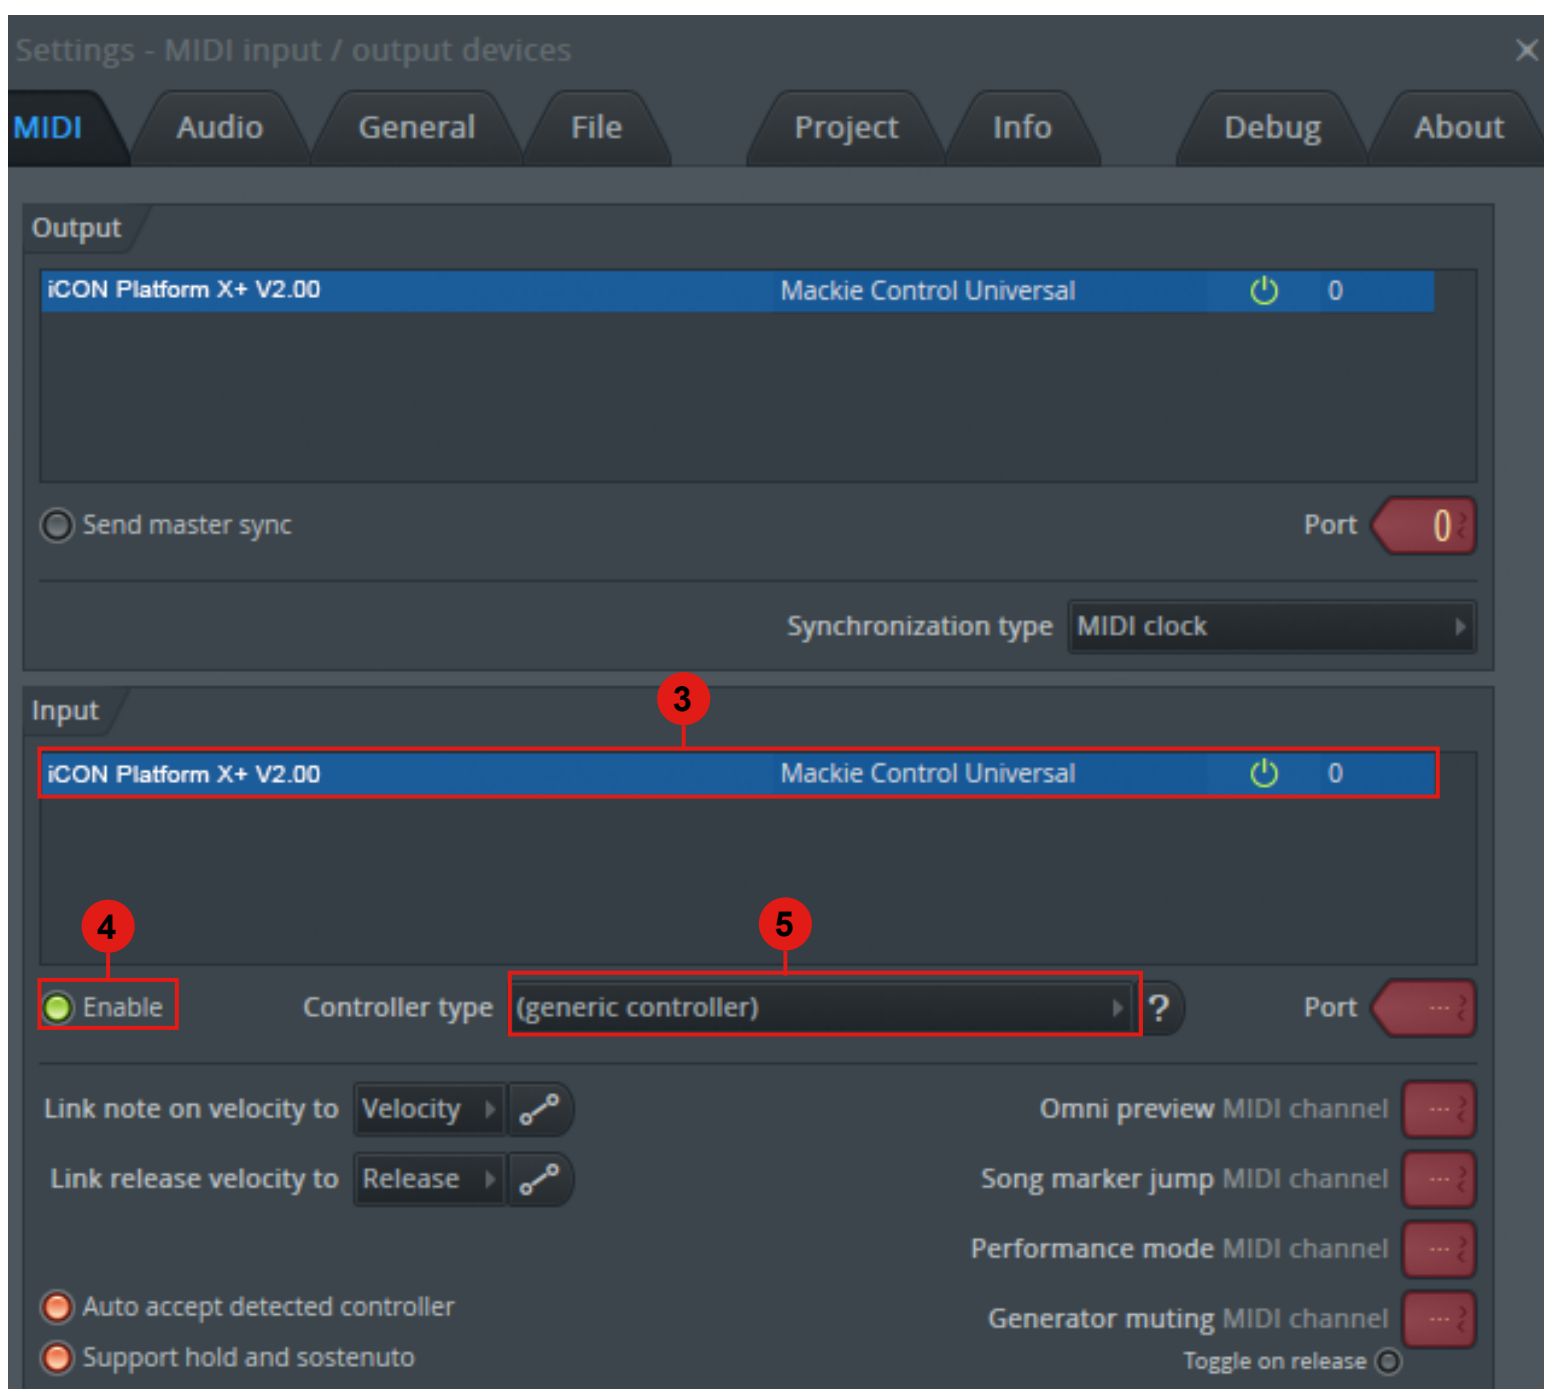 Settings - MIDI input / output devices
MIDI Audio General File Project Info Debug About
Output
iCON Platform X+ V2.00 Mackie Control Universal 0
Send master sync Port 0
Synchronization type MIDI clock
3
Input
iCON Platform X+ V2.00 Mackie Control Universal 0
4 5
Enable Controller type (generic controller) ? Port ---
Link note on velocity to Velocity Omni preview MIDI channel ---
Link release velocity to Release Song marker jump MIDI channel ---
Performance mode MIDI channel ---
Auto accept detected controller Generator muting MIDI channel ---
Support hold and sostenuto Toggle on release